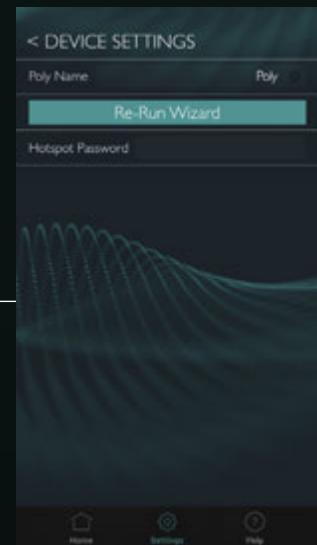 < DEVICE SETTINGS
Poly Name Poly
Re-Run Wizard
Hotspot Password
Home Settings Help